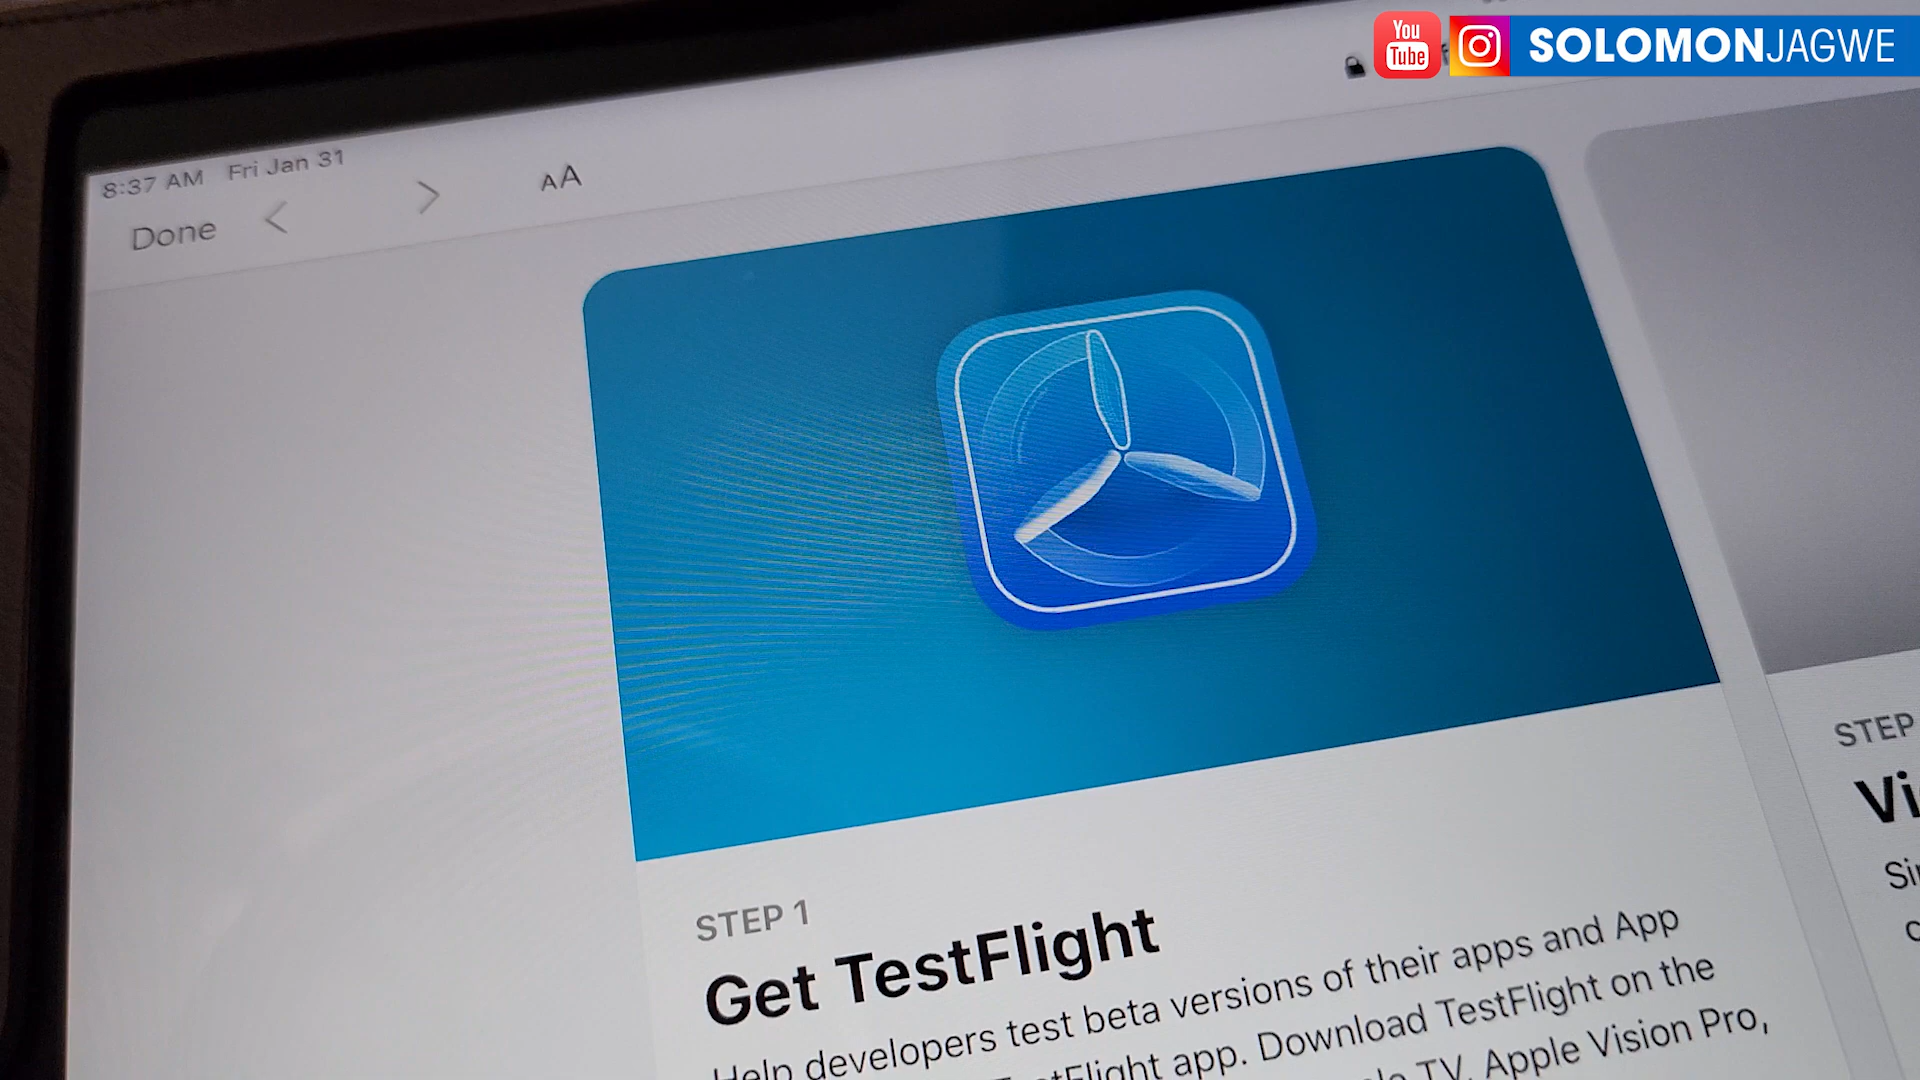 You
Tube
SOLOMONJAGWE
8:37 AM Fri Jan 31
Done
AA
STEP 1
Get TestFlight
Help developers test beta versions of their apps and App
TestFlight app. Download TestFlight on the
TV, Apple Vision Pro,
STEP